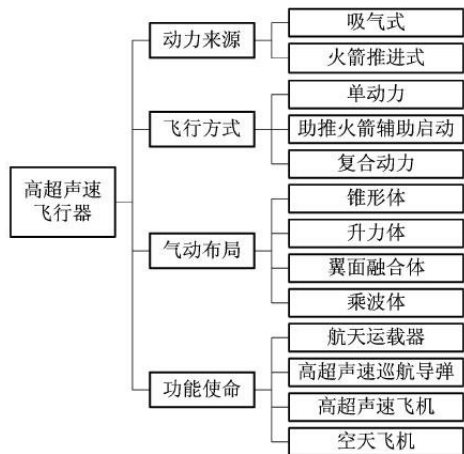 高超声速
飞行器
动力来源
吸气式
火箭推进式
飞行方式
单动力
助推火箭辅助启动
复合动力
气动布局
锥形体
升力体
翼面融合体
乘波体
功能使命
航天运载器
高超声速巡航导弹
高超声速飞机
空天飞机